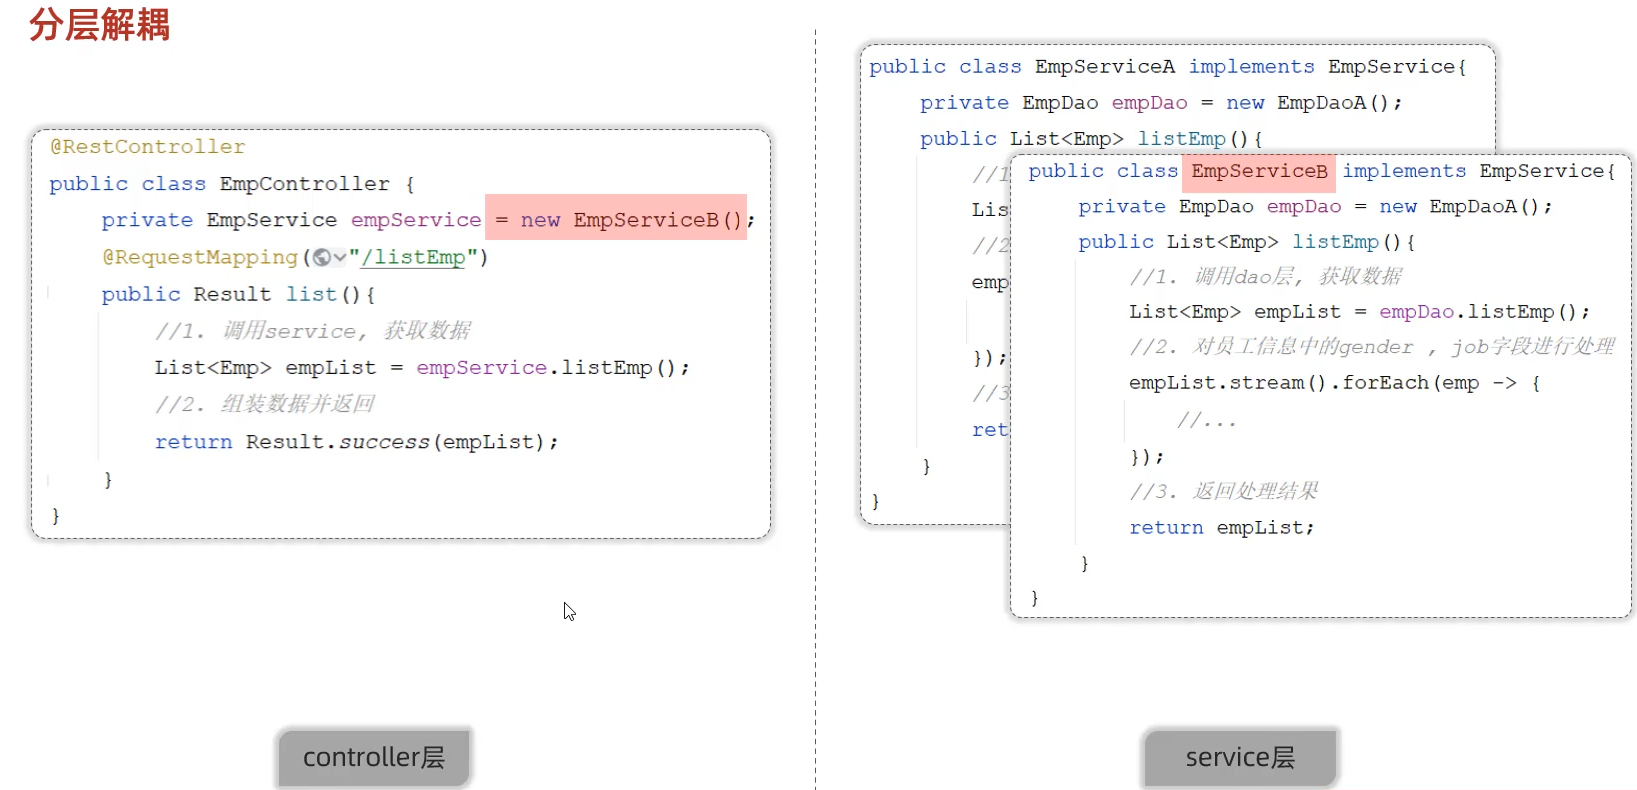 分层解耦
@RestController
public class EmpController {
private EmpService empService = new EmpServiceB();
@RequestMapping("/listEmp")
public Result list(){
//1. 调用service, 获取数据
List<Emp> empList = empService.listEmp();
//2. 组装数据并返回
return Result.success(empList);
}
}
controller层
public class EmpServiceA implements EmpService{
private EmpDao empDao = new EmpDaoA();
public List<Emp> listEmp(){
//1
Lis
//2
emp
});
//3
ret
}
}
public class EmpServiceB implements EmpService{
private EmpDao empDao = new EmpDaoA();
public List<Emp> listEmp(){
//1. 调用dao层, 获取数据
List<Emp> empList = empDao.listEmp();
//2. 对员工信息中的gender , job字段进行处理
empList.stream().forEach(emp -> {
//...
});
//3. 返回处理结果
return empList;
}
}
service层